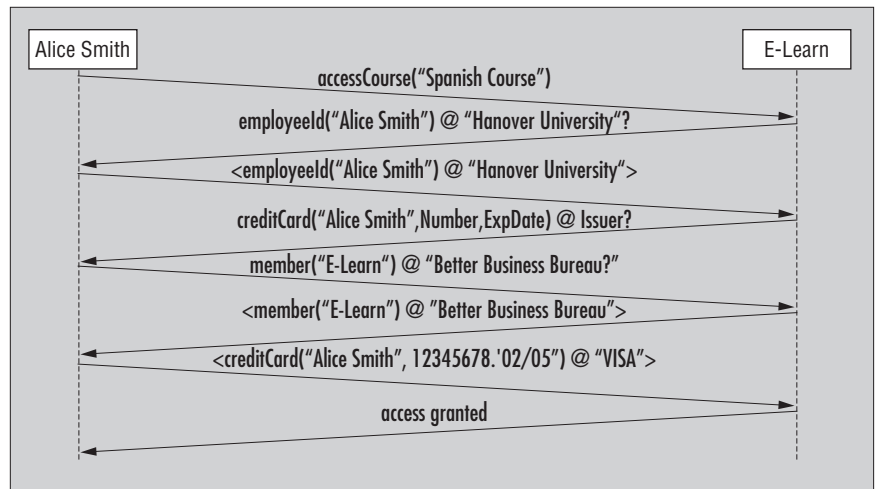 Alice Smith
E-Learn
accessCourse(“Spanish Course”)
employeeId(“Alice Smith”) @ “Hanover University“?
<employeeId(“Alice Smith”) @ “Hanover University“>
creditCard(“Alice Smith”,Number,ExpDate) @ Issuer?
member(“E-Learn“) @ “Better Business Bureau?”
<member(“E-Learn”) @ ”Better Business Bureau”>
<creditCard(“Alice Smith”, 12345678.'02/05”) @ “VISA”>
access granted